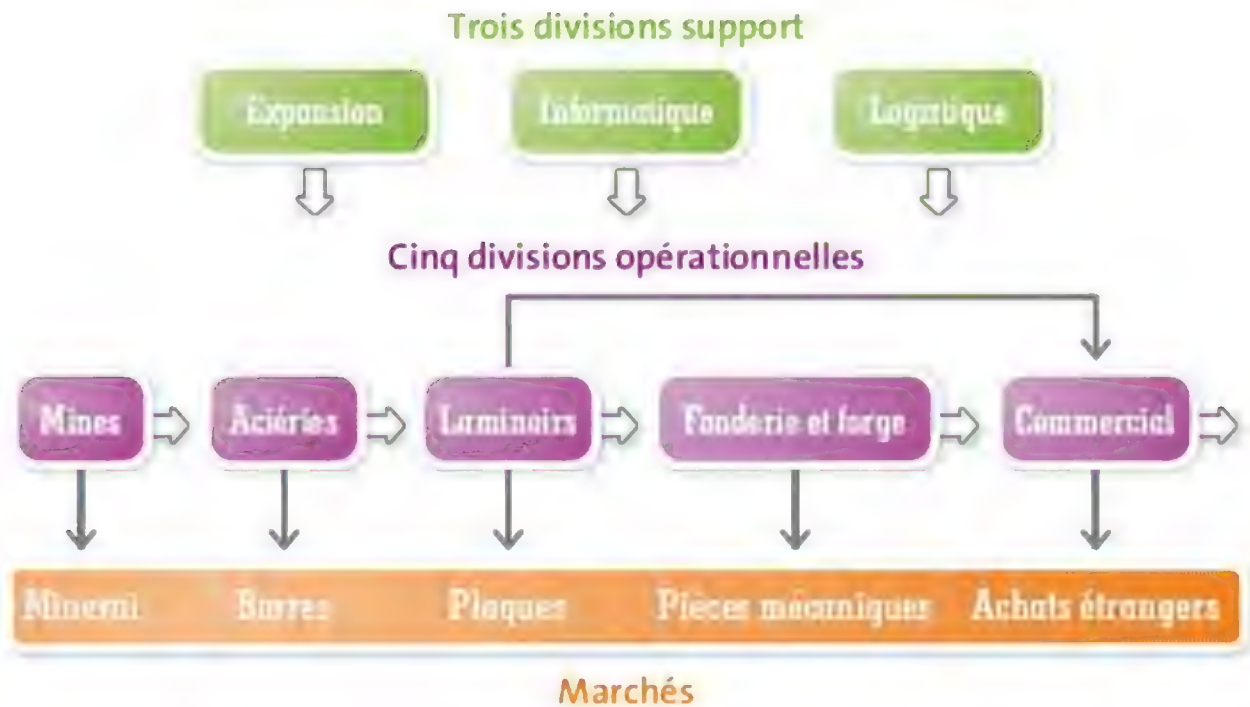 Trois divisions support
Expansion Informatique Logistique
Cinq divisions opérationnelles
Mines Aciéries Laminoirs Fonderie et forge Commercial
Minerai Barres Plaques Pièces mécaniques Achats étrangers
Marchés